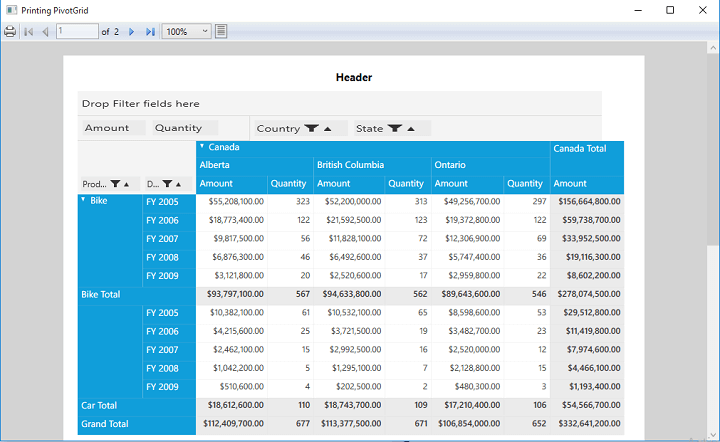 Printing PivotGrid
1 of 2 100%
Header
Drop Filter fields here
Amount Quantity Country State
Canada Canada Total
Alberta British Columbia Ontario
Prod... D... Amount Quantity Amount Quantity Amount Quantity Amount
Bike FY 2005 $55,208,100.00 323 $52,200,000.00 313 $49,256,700.00 297 $156,664,800.00
FY 2006 $18,773,400.00 122 $21,592,500.00 123 $19,372,800.00 122 $59,738,700.00
FY 2007 $9,817,500.00 56 $11,828,100.00 72 $12,306,900.00 69 $33,952,500.00
FY 2008 $6,876,300.00 46 $6,492,600.00 37 $5,747,400.00 36 $19,116,300.00
FY 2009 $3,121,800.00 20 $2,520,600.00 17 $2,959,800.00 22 $8,602,200.00
Bike Total $93,797,100.00 567 $94,633,800.00 562 $89,643,600.00 546 $278,074,500.00
FY 2005 $10,382,100.00 61 $10,532,100.00 65 $8,598,600.00 53 $29,512,800.00
FY 2006 $4,215,600.00 25 $3,721,500.00 19 $3,482,700.00 23 $11,419,800.00
FY 2007 $2,462,100.00 15 $2,992,500.00 16 $2,520,000.00 12 $7,974,600.00
FY 2008 $1,042,200.00 5 $1,295,100.00 7 $2,128,800.00 15 $4,466,100.00
FY 2009 $510,600.00 4 $202,500.00 2 $480,300.00 3 $1,193,400.00
Car Total $18,612,600.00 110 $18,743,700.00 109 $17,210,400.00 106 $54,566,700.00
Grand Total $112,409,700.00 677 $113,377,500.00 671 $106,854,000.00 652 $332,641,200.00